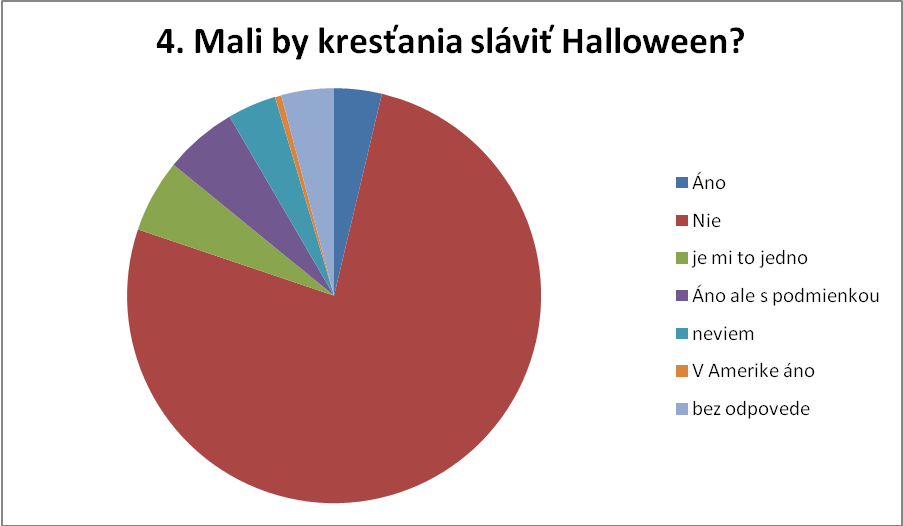 4. Mali by kresťania sláviť Halloween?
Áno
Nie
je mi to jedno
Áno ale s podmienkou
neviem
V Amerike áno
bez odpovede